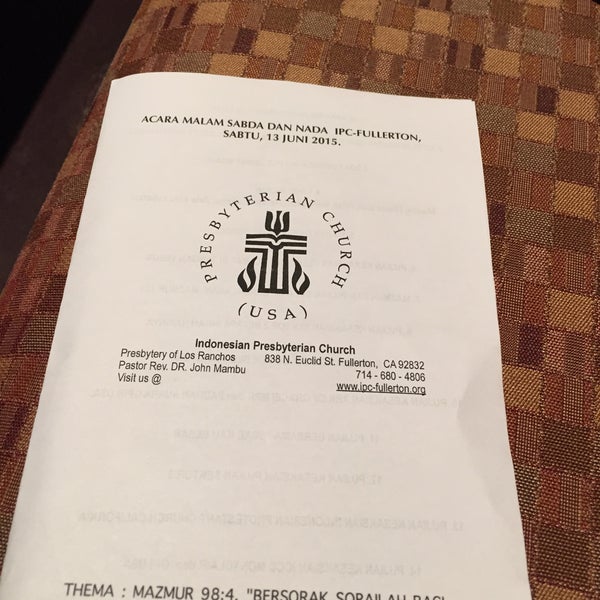 ACARA MALAM SABDA DAN NADA IPC-FULLERTON,
SABTU, 13 JUNI 2015.
PRESBYTERIAN CHURCH
(USA)
Indonesian Presbyterian Church
Presbytery of Los Ranchos 838 N. Euclid St. Fullerton, CA 92832
Pastor Rev. DR. John Mambu 714 - 680 - 4806
Visit us @ www.ipc-fullerton.org
THEMA : MAZMUR 98:4. "BERSORAK SORAILAH BAGI